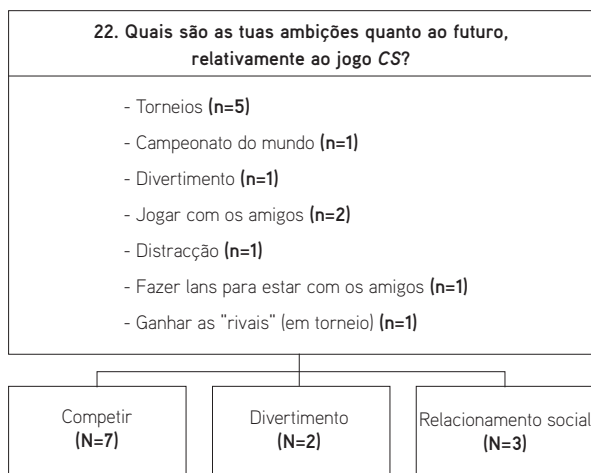 22. Quais são as tuas ambições quanto ao futuro,
relativamente ao jogo CS?
- Torneios (n=5)
- Campeonato do mundo (n=1)
- Divertimento (n=1)
- Jogar com os amigos (n=2)
- Distracção (n=1)
- Fazer lans para estar com os amigos (n=1)
- Ganhar as "rivais" (em torneio) (n=1)
Competir
(N=7)
Divertimento
(N=2)
Relacionamento social
(N=3)